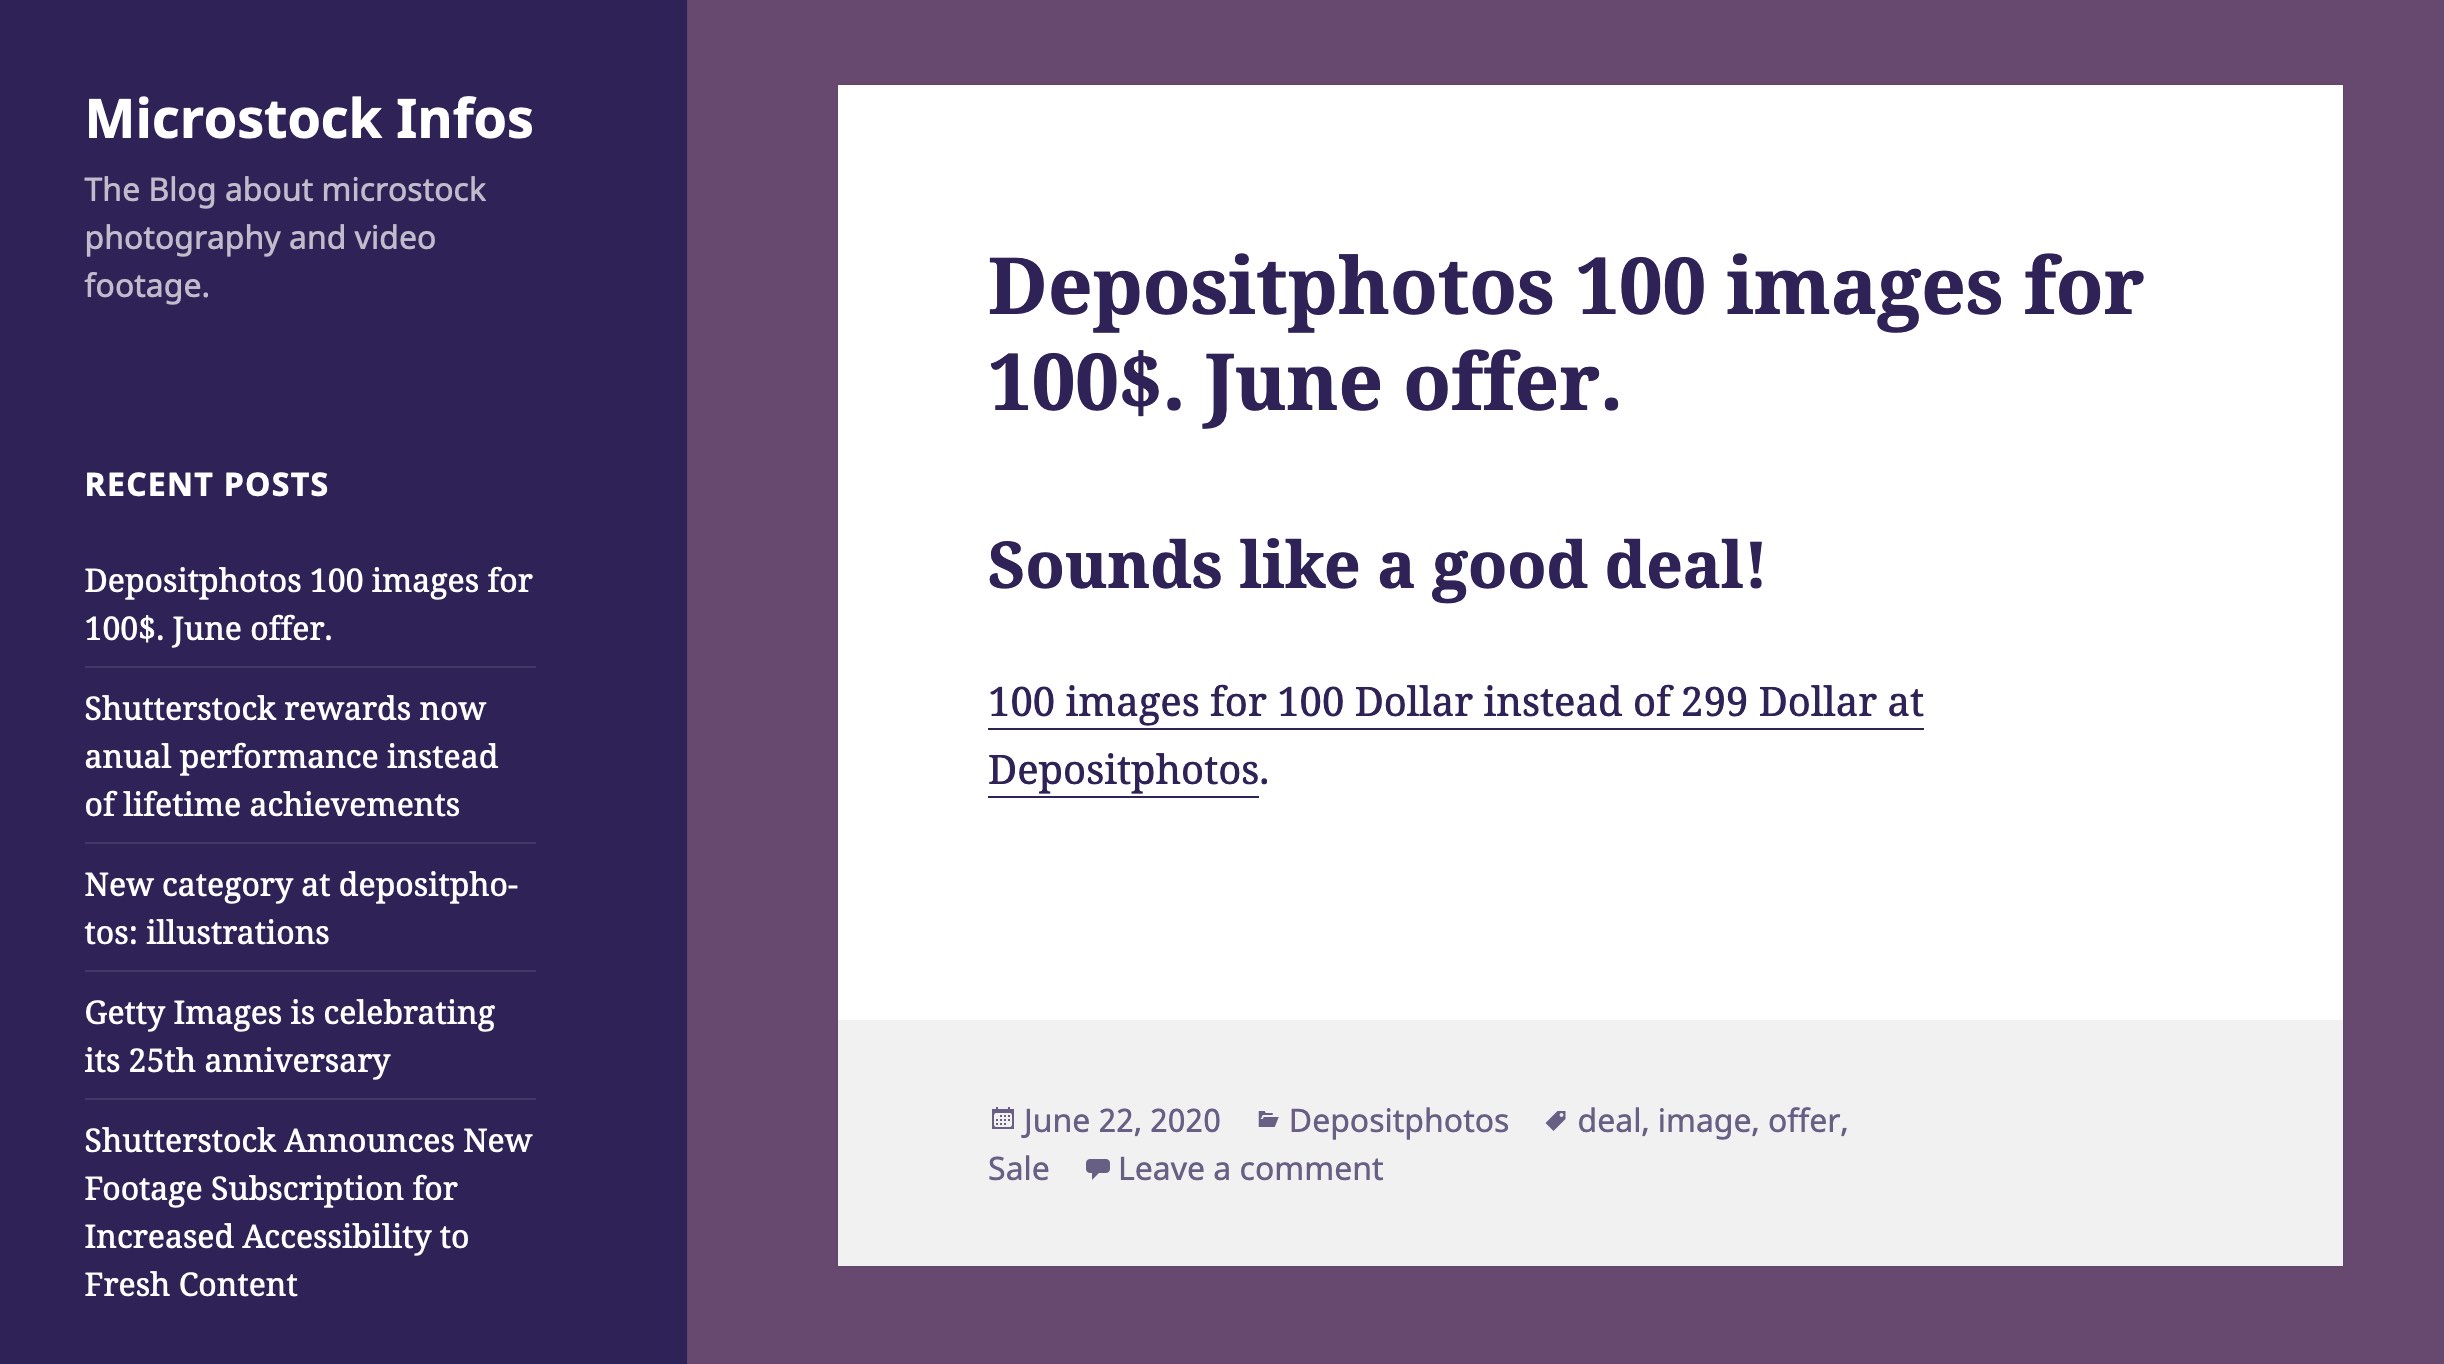 Microstock Infos
The Blog about microstock
photography and video
footage.
RECENT POSTS
Depositphotos 100 images for
100$. June offer.
Shutterstock rewards now
anual performance instead
of lifetime achievements
New category at depositpho-
tos: illustrations
Getty Images is celebrating
its 25th anniversary
Shutterstock Announces New
Footage Subscription for
Increased Accessibility to
Fresh Content
Depositphotos 100 images for
100$. June offer.
Sounds like a good deal!
100 images for 100 Dollar instead of 299 Dollar at
Depositphotos.
June 22, 2020 Depositphotos deal, image, offer,
Sale Leave a comment